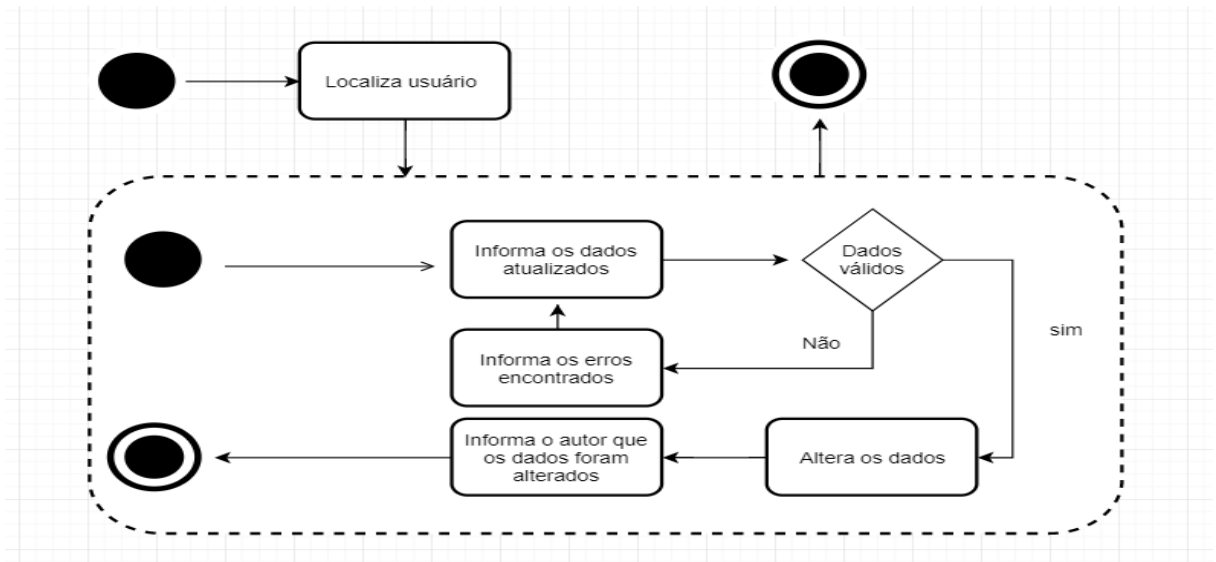 Localiza usuário
Informa os dados
atualizados
Dados
válidos
sim
Não
Informa os erros
encontrados
Informa o autor que
os dados foram
alterados
Altera os dados